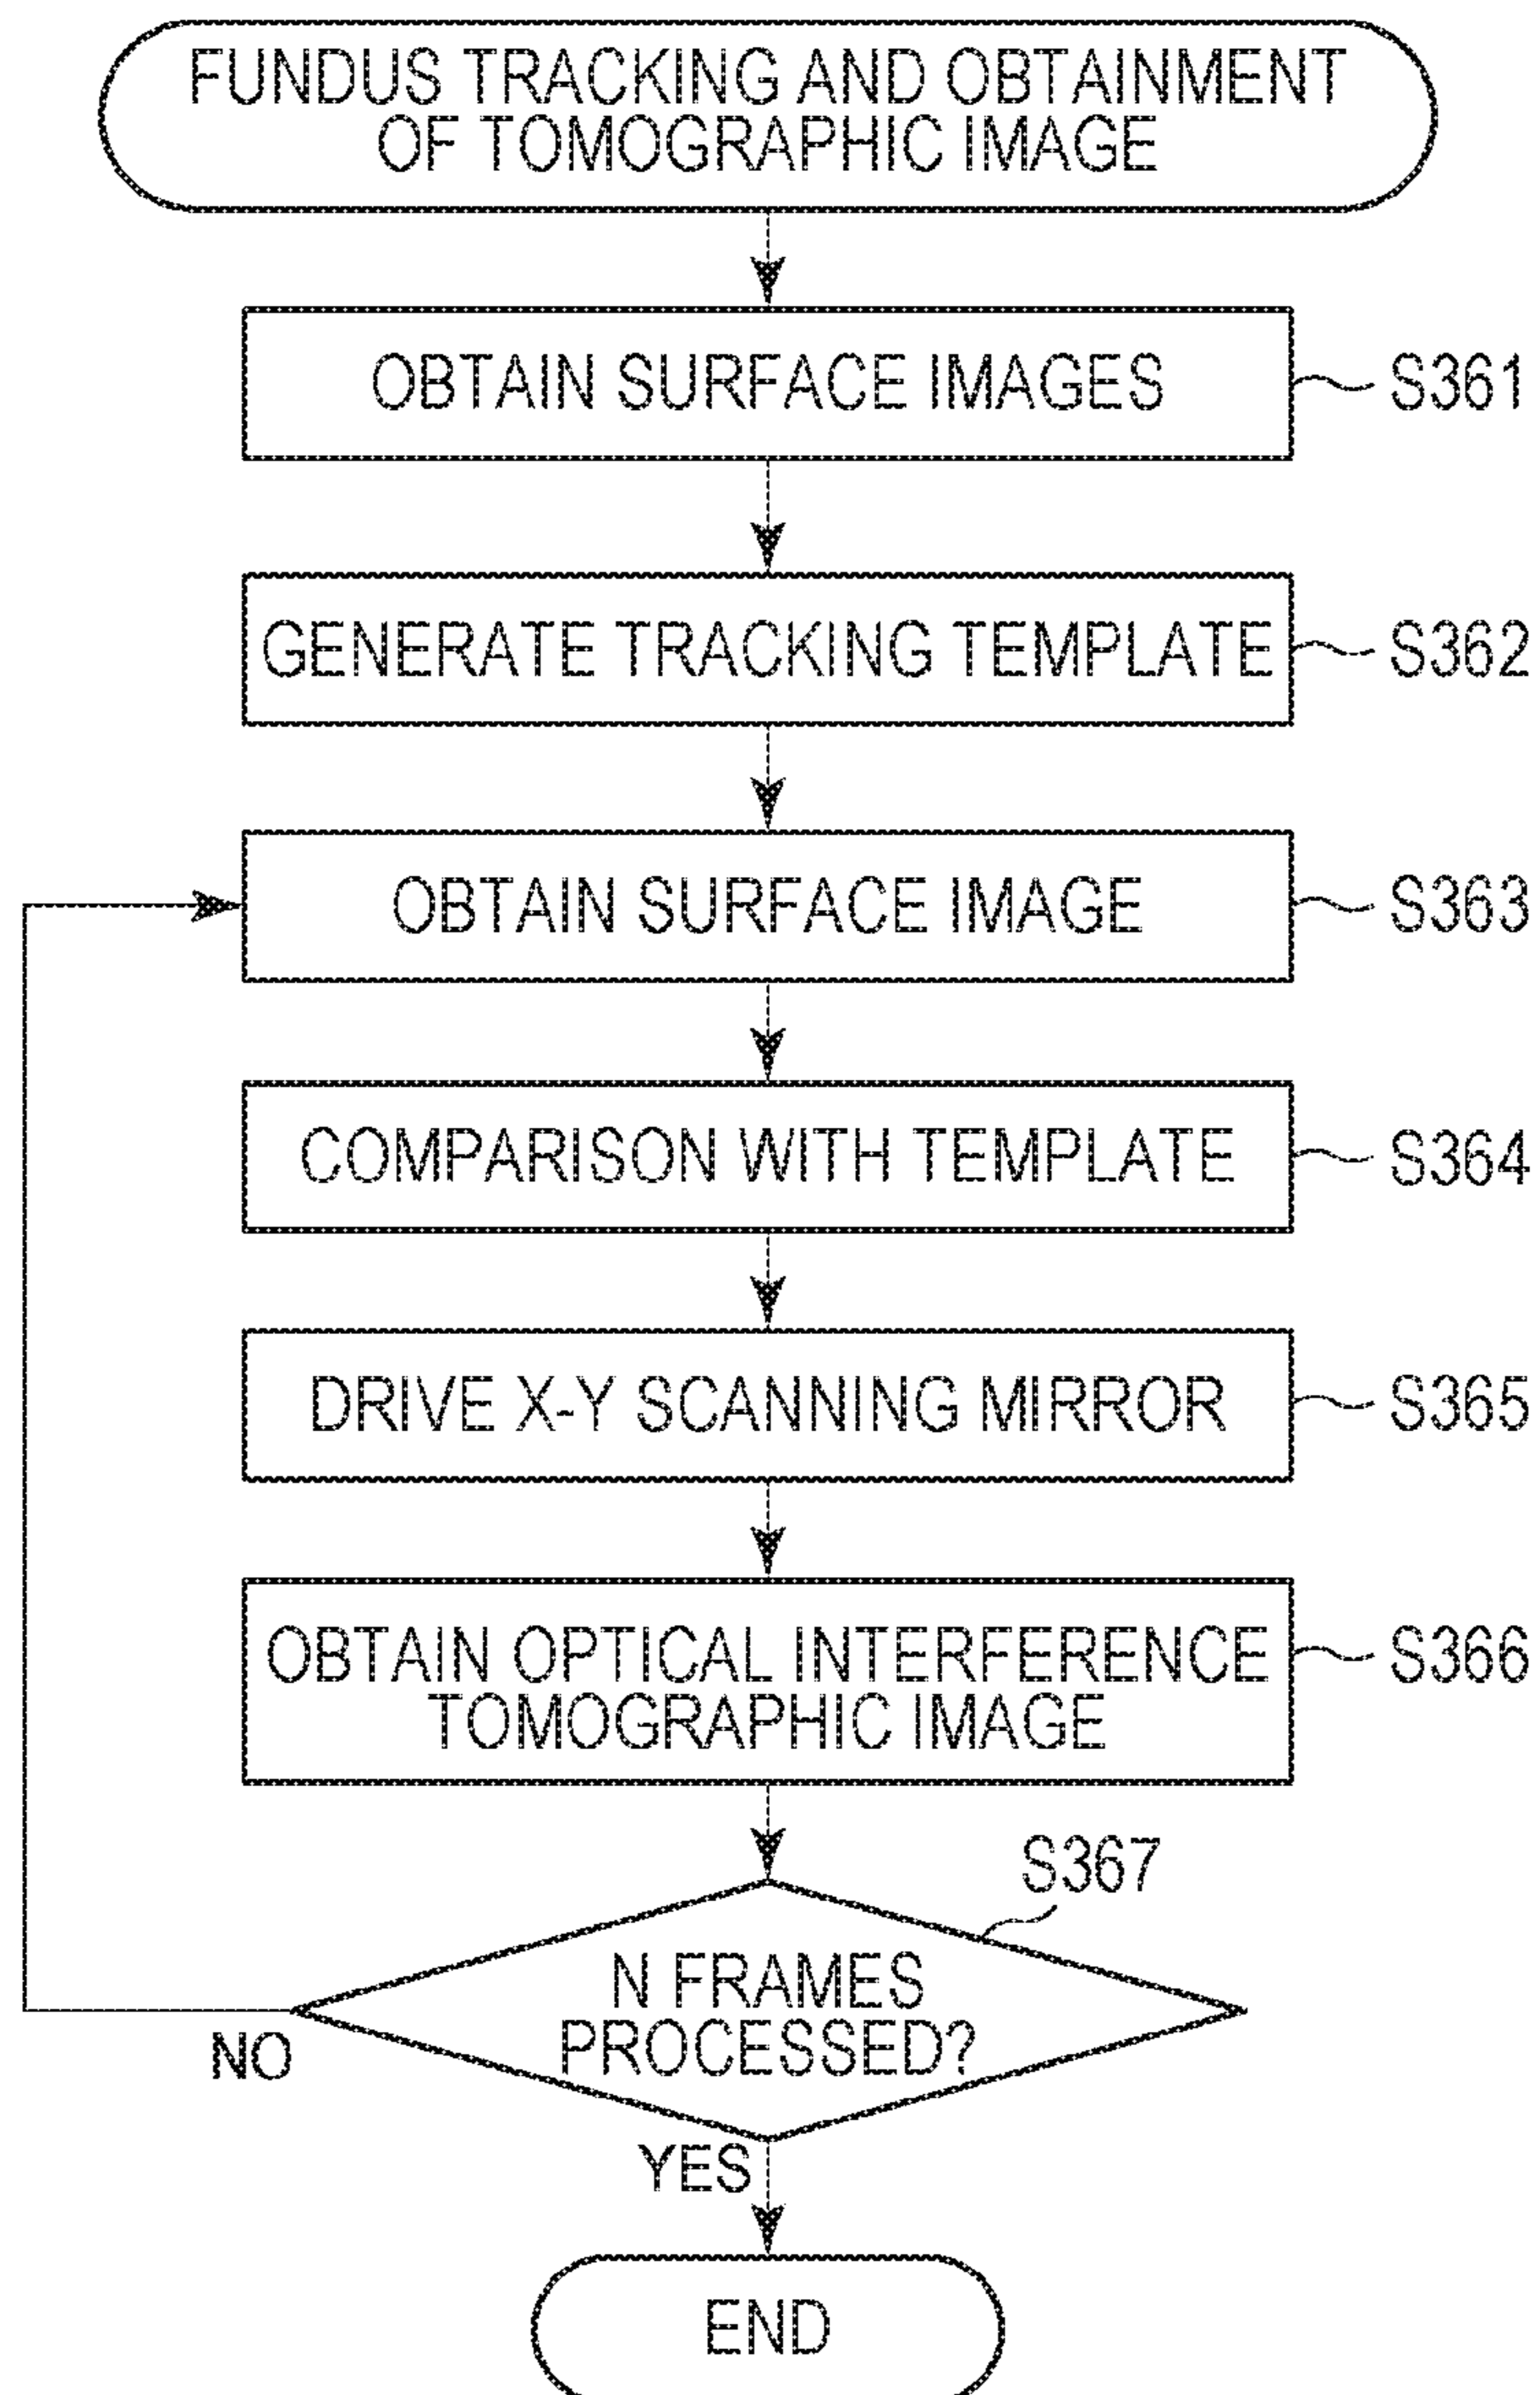 FUNDUS TRACKING AND OBTAINMENT
OF TOMOGRAPHIC IMAGE
OBTAIN SURFACE IMAGES
S361
GENERATE TRACKING TEMPLATE
S362
OBTAIN SURFACE IMAGE
S363
COMPARISON WITH TEMPLATE
S364
DRIVE X-Y SCANNING MIRROR
S365
OBTAIN OPTICAL INTERFERENCE
TOMOGRAPHIC IMAGE
S366
S367
N FRAMES
PROCESSED?
NO
YES
END